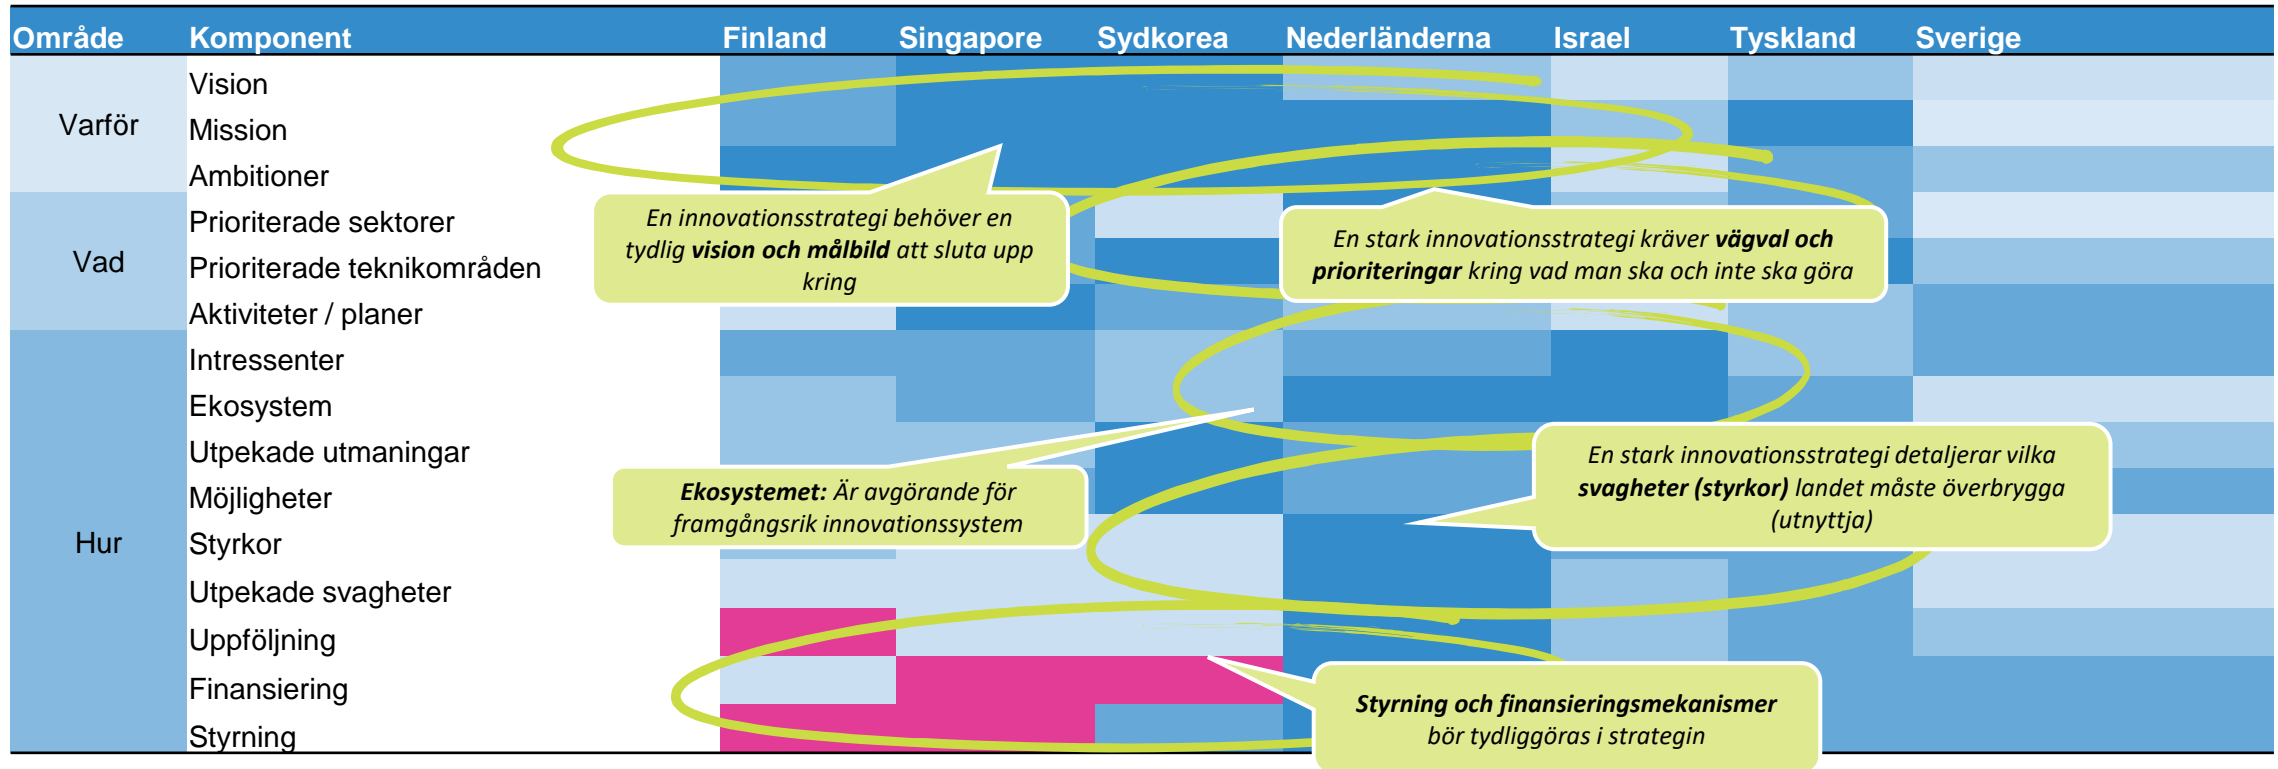 Område Komponent Finland Singapore Sydkorea Nederländerna Israel Tyskland Sverige
Varför
Vision
Mission
Ambitioner
Vad
Prioriterade sektorer
Prioriterade teknikområden
Aktiviteter / planer
Hur
Intressenter
Ekosystem
Utpekade utmaningar
Möjligheter
Styrkor
Utpekade svagheter
Uppföljning
Finansiering
Styrning
En innovationsstrategi behöver en
tydlig vision och målbild att sluta upp
kring
En stark innovationsstrategi kräver vägval och
prioriteringar kring vad man ska och inte ska göra
Ekosystemet: Är avgörande för
framgångsrik innovationssystem
En stark innovationsstrategi detaljerar vilka
svagheter (styrkor) landet måste överbrygga
(utnyttja)
Styrning och finansieringsmekanismer
bör tydliggöras i strategin